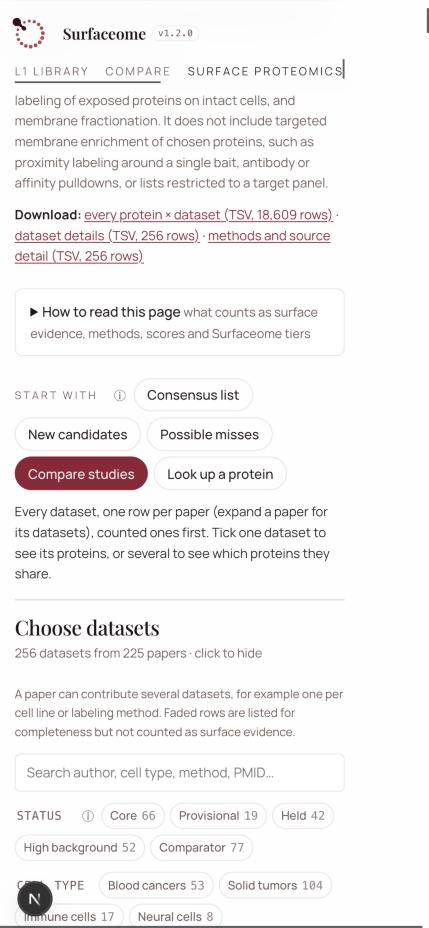 Surfaceome v1.2.0
L1 LIBRARY COMPARE SURFACE PROTEOMICS
labeling of exposed proteins on intact cells, and
membrane fractionation. It does not include targeted
membrane enrichment of chosen proteins, such as
proximity labeling around a single bait, antibody or
affinity pulldowns, or lists restricted to a target panel.
Download: every protein × dataset (TSV, 18,609 rows) ·
dataset details (TSV, 256 rows) · methods and source
detail (TSV, 256 rows)
▶ How to read this page what counts as surface
evidence, methods, scores and Surfaceome tiers
START WITH ⓘ Consensus list
New candidates Possible misses
Compare studies Look up a protein
Every dataset, one row per paper (expand a paper for
its datasets), counted ones first. Tick one dataset to
see its proteins, or several to see which proteins they
share.
Choose datasets
256 datasets from 225 papers · click to hide
A paper can contribute several datasets, for example one per
cell line or labeling method. Faded rows are listed for
completeness but not counted as surface evidence.
Search author, cell type, method, PMID...
STATUS ⓘ Core 66 Provisional 19 Held 42
High background 52 Comparator 77
TYPE Blood cancers 53 Solid tumors 104
N Immune cells 17 Neural cells 8